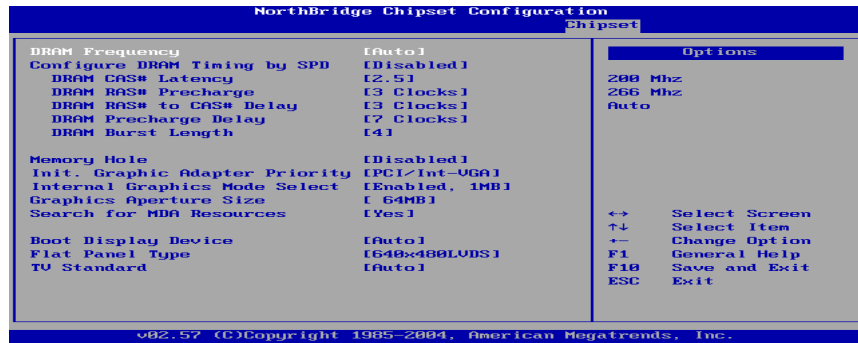 NorthBridge Chipset Configuration
Chipset
DRAM Frequency [Auto]
Configure DRAM Timing by SPD [Disabled]
DRAM CAS# Latency [2.5]
DRAM RAS# Precharge [3 Clocks]
DRAM RAS# to CAS# Delay [3 Clocks]
DRAM Precharge Delay [7 Clocks]
DRAM Burst Length [4]
Memory Hole [Disabled]
Init. Graphic Adapter Priority [PCI/Int-VGA]
Internal Graphics Mode Select [Enabled, 1MB]
Graphics Aperture Size [ 64MB]
Search for MDA Resources [Yes]
Boot Display Device [Auto]
Flat Panel Type [640x480LVDS]
TV Standard [Auto]
Options
200 Mhz
266 Mhz
Auto
↔ Select Screen
↑↓ Select Item
+- Change Option
F1 General Help
F10 Save and Exit
ESC Exit
v02.57 (C)Copyright 1985-2004, American Megatrends, Inc.